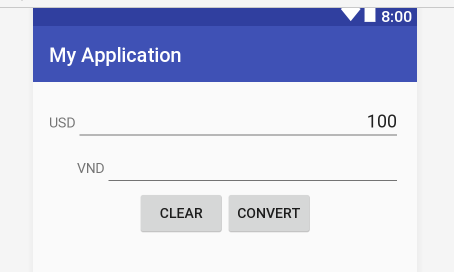 8:00
My Application
USD 100
VND
CLEAR CONVERT